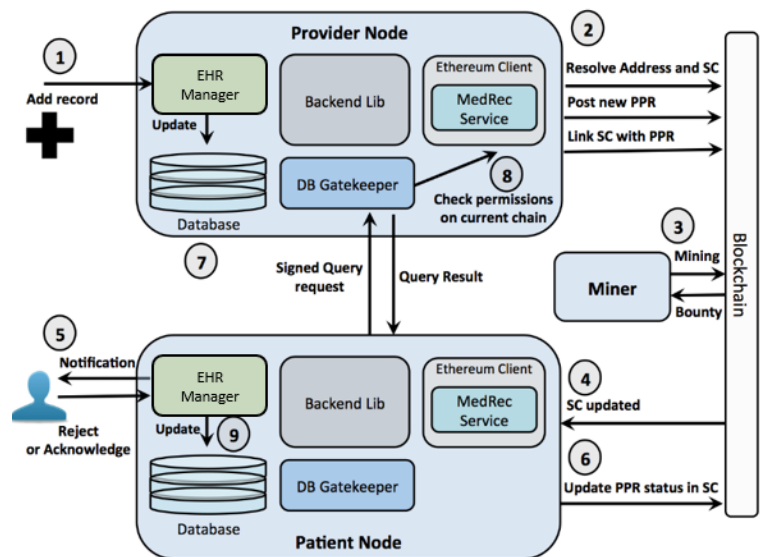 Provider Node
1
Add record
EHR
Manager
Update
Database
7
Backend Lib
DB Gatekeeper
Ethereum Client
MedRec
Service
8
Check permissions
on current chain
2
Resolve Address and SC
Post new PPR
Link SC with PPR
Blockchain
3
Mining
Miner
Bounty
Signed Query
request
Query Result
5
Notification
Reject
or Acknowledge
EHR
Manager
Update
9
Database
Backend Lib
DB Gatekeeper
Ethereum Client
MedRec
Service
Patient Node
4
SC updated
6
Update PPR status in SC